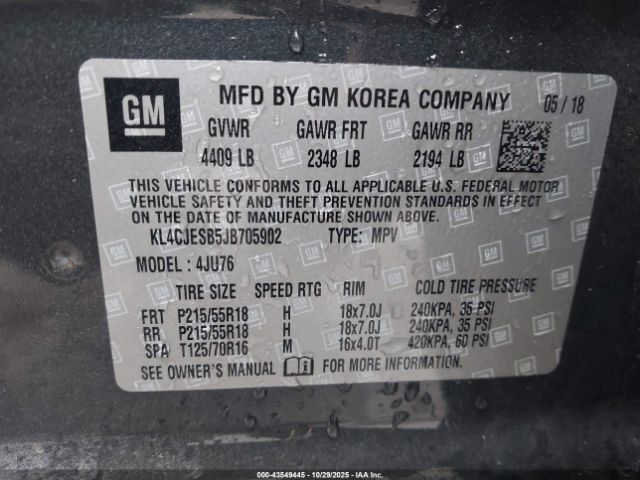 GM MFD BY GM KOREA COMPANY 05 / 18
GVWR GAWR FRT GAWR RR
4409 LB 2348 LB 2194 LB
THIS VEHICLE CONFORMS TO ALL APPLICABLE U.S. FEDERAL MOTOR
VEHICLE SAFETY AND THEFT PREVENTION STANDARDS IN EFFECT
ON THE DATE OF MANUFACTURE SHOWN ABOVE.
KL4CJESB5JB705902 TYPE: MPV
MODEL : 4JU76
TIRE SIZE SPEED RTG RIM COLD TIRE PRESSURE
FRT P215/55R18 H 18x7.0J 240KPA, 35 PSI
RR P215/55R18 H 18x7.0J 240KPA, 35 PSI
SPA T125/70R16 M 16x4.0T 420KPA, 60 PSI
SEE OWNER'S MANUAL FOR MORE INFORMATION.
000-43549445 - 10/29/2025 - IAA Inc.